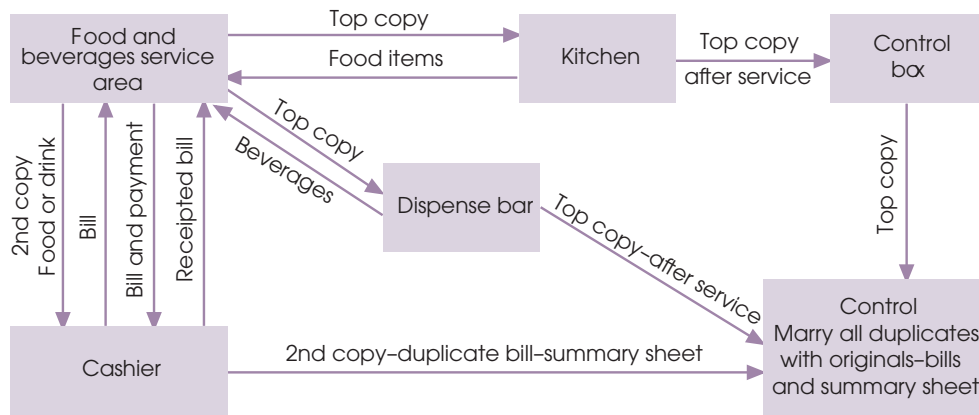 Food and
beverages service
area
Top copy
Food items
Kitchen
Top copy
after service
Control
box
Top copy
Beverages
Dispense bar
Top copy–after service
Top copy
2nd copy
Food or drink
Bill
Bill and payment
Receipted bill
Cashier
2nd copy–duplicate bill–summary sheet
Control
Marry all duplicates
with originals–bills
and summary sheet